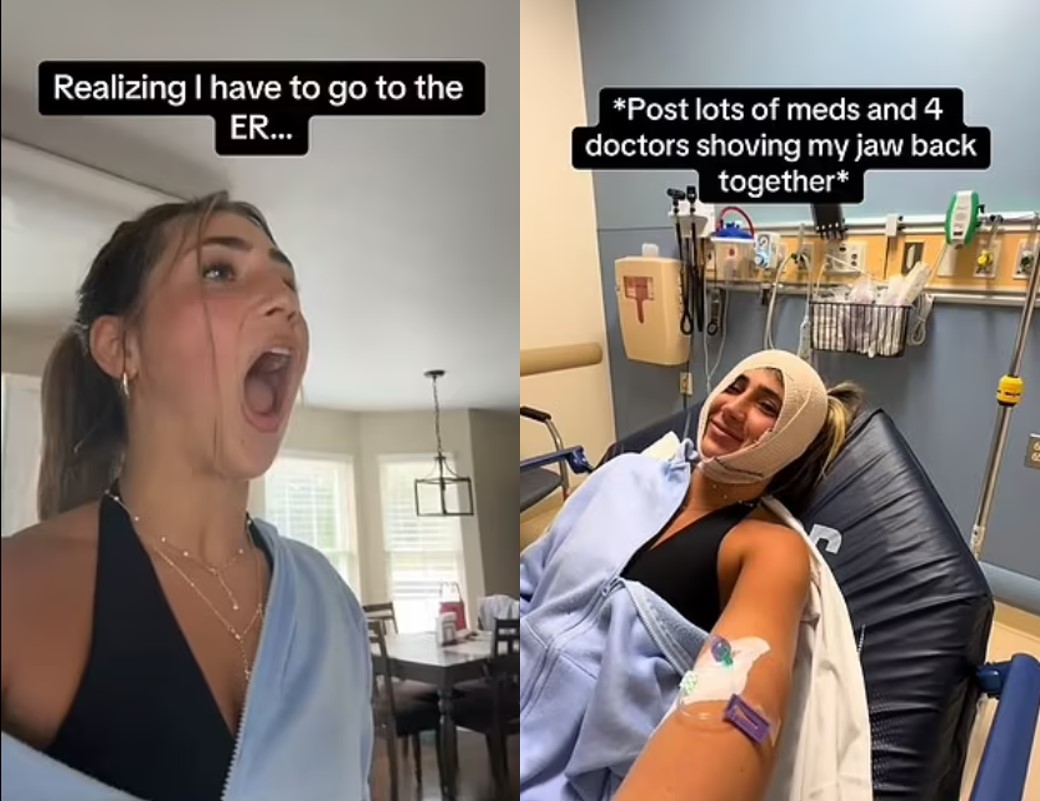 Realizing I have to go to the
ER...
*Post lots of meds and 4
doctors shoving my jaw back
together*